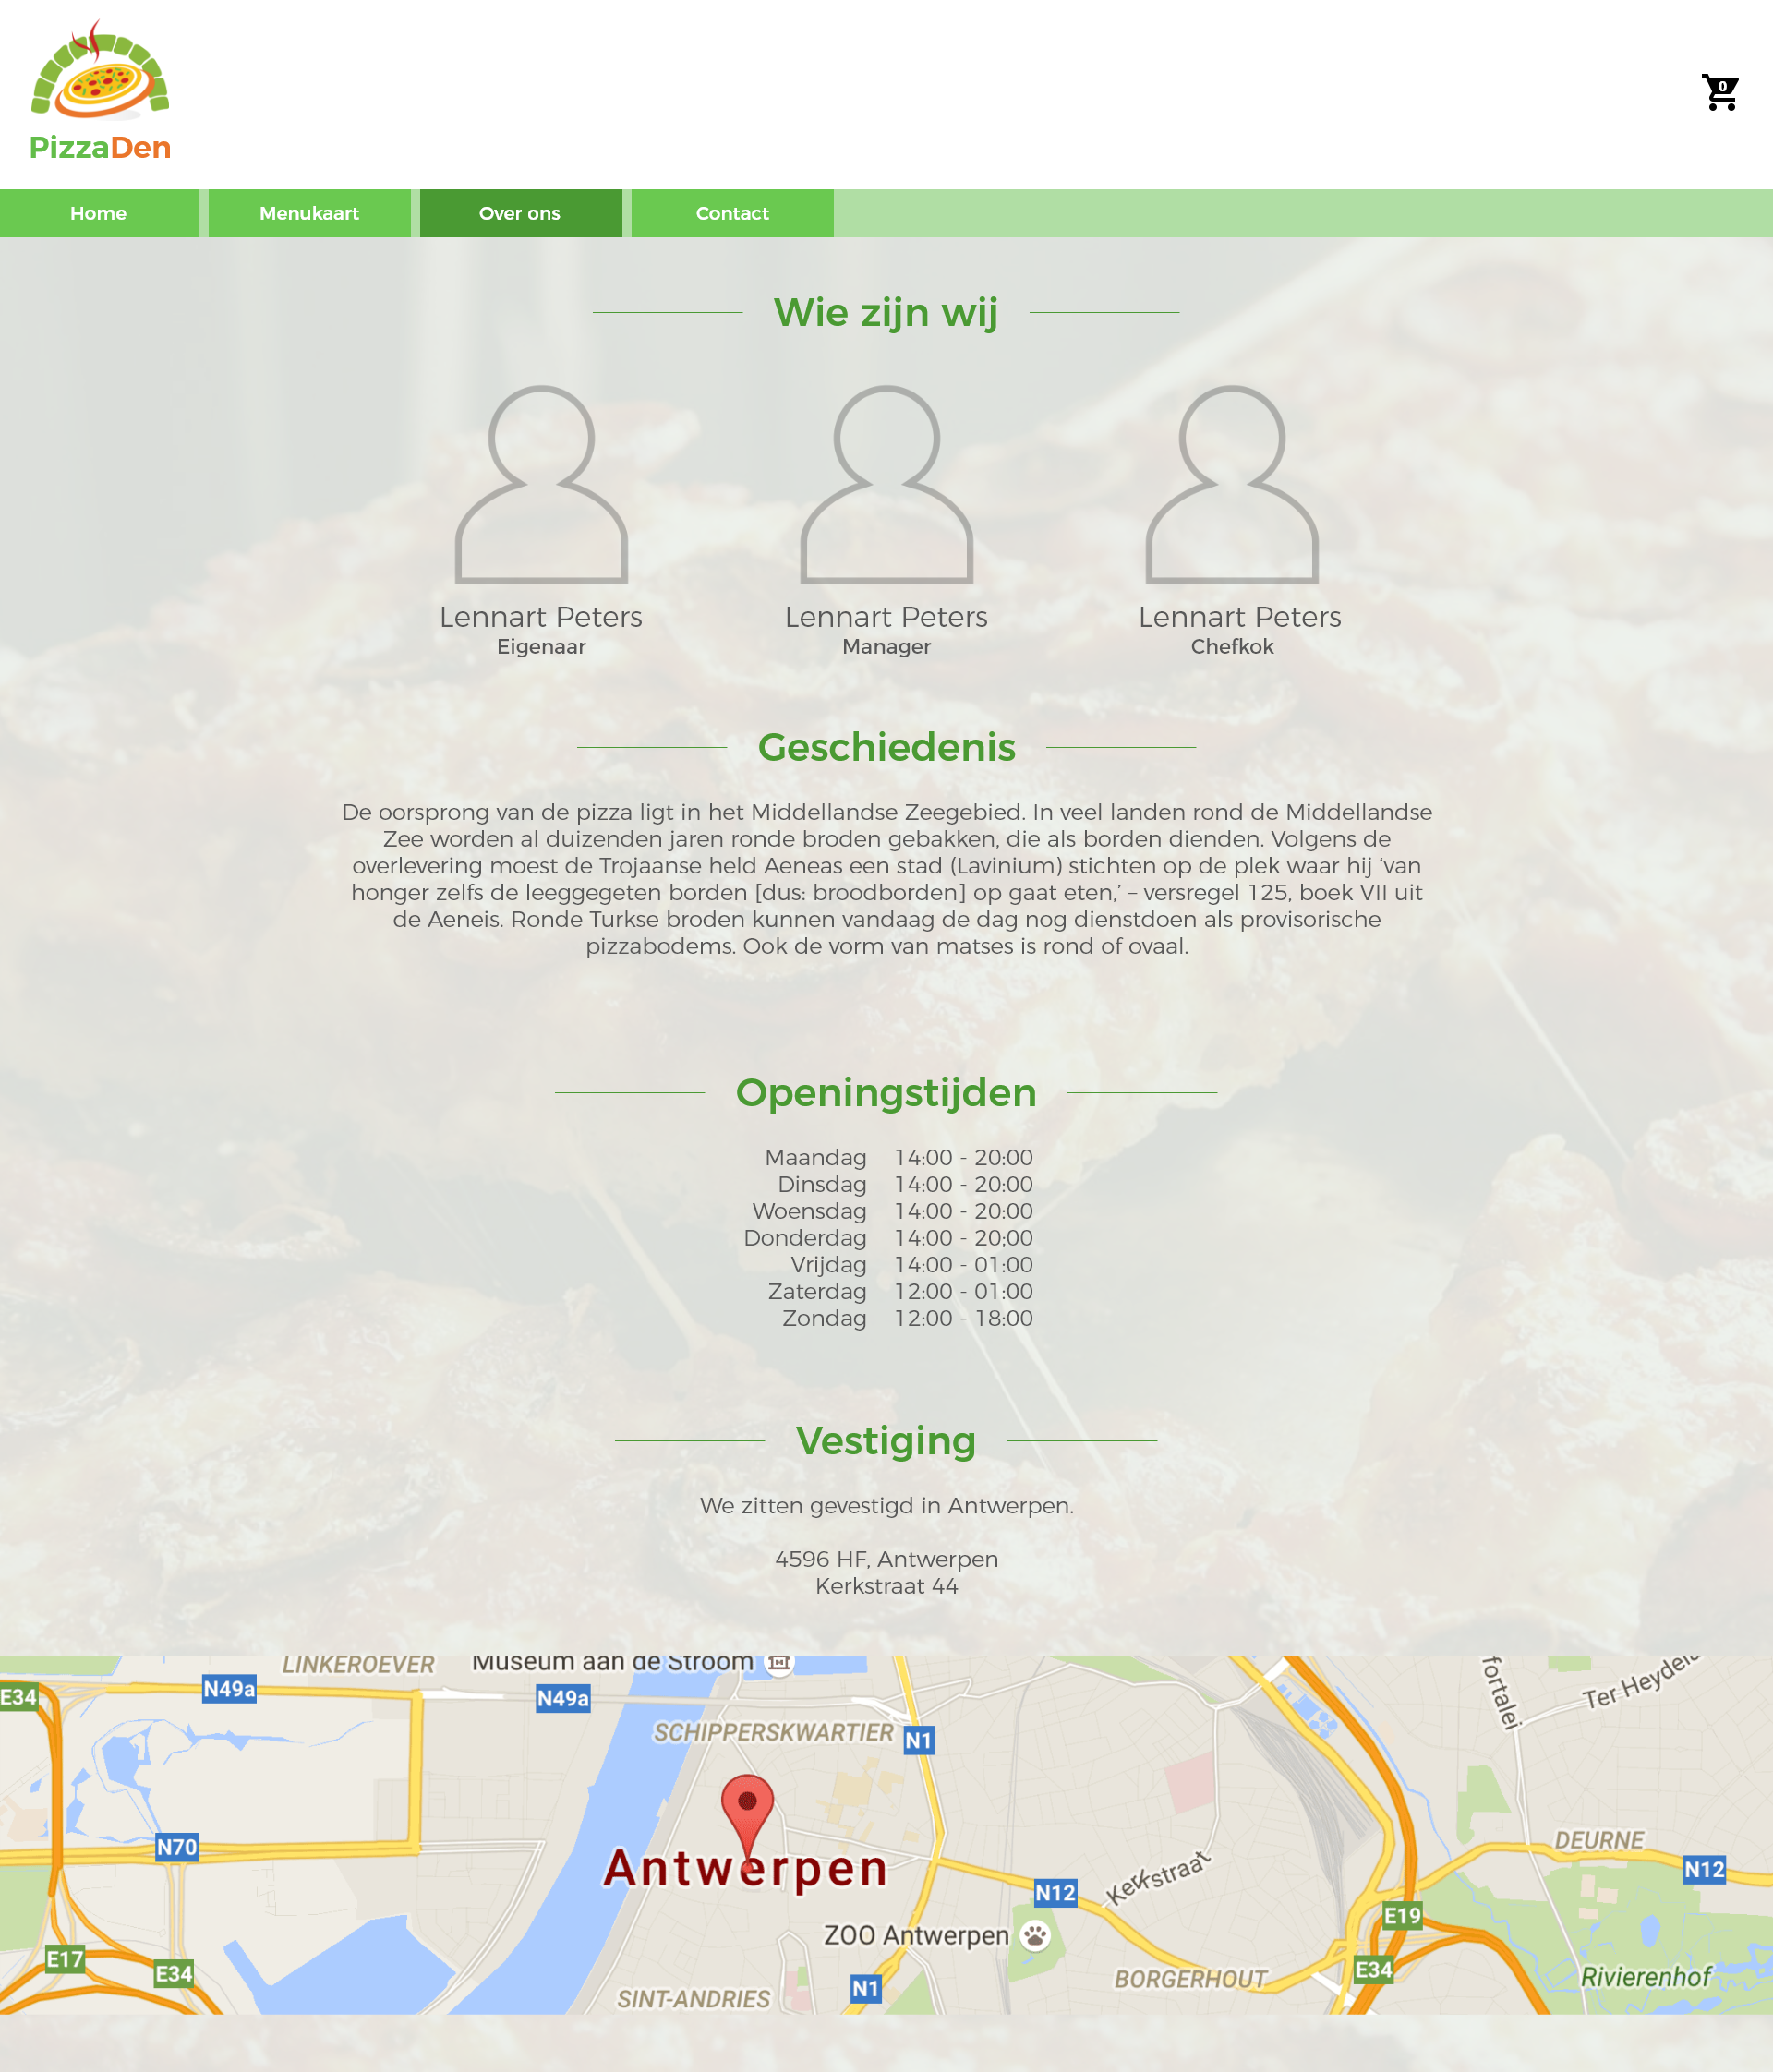 0
PizzaDen
Home
Menukaart
Over ons
Contact
Wie zijn wij
Lennart Peters
Eigenaar
Lennart Peters
Manager
Lennart Peters
Chefkok
Geschiedenis
De oorsprong van de pizza ligt in het Middellandse Zeegebied. In veel landen rond de Middellandse
Zee worden al duizenden jaren ronde broden gebakken, die als borden dienden. Volgens de
overlevering moest de Trojaanse held Aeneas een stad (Lavinium) stichten op de plek waar hij ‘van
honger zelfs de leeggegeten borden [dus: broodborden] op gaat eten,’ – versregel 125, boek VII uit
de Aeneis. Ronde Turkse broden kunnen vandaag de dag nog dienstdoen als provisorische
pizzabodems. Ook de vorm van matses is rond of ovaal.
Openingstijden
Maandag 14:00 - 20:00
Dinsdag 14:00 - 20:00
Woensdag 14:00 - 20:00
Donderdag 14:00 - 20;00
Vrijdag 14:00 - 01:00
Zaterdag 12:00 - 01:00
Zondag 12:00 - 18:00
Vestiging
We zitten gevestigd in Antwerpen.
4596 HF, Antwerpen
Kerkstraat 44
LINKEROEVER
Museum aan de Stroom
fortalei
E34
N49a
N49a
Ter Heydel
SCHIPPERSKWARTIER
N1
N70
DEURNE
Antwerpen
Kerkstraat
N12
N12
E19
ZOO Antwerpen
E17
E34
E34
BORGERHOUT
Rivierenhof
N1
SINT-ANDRIES